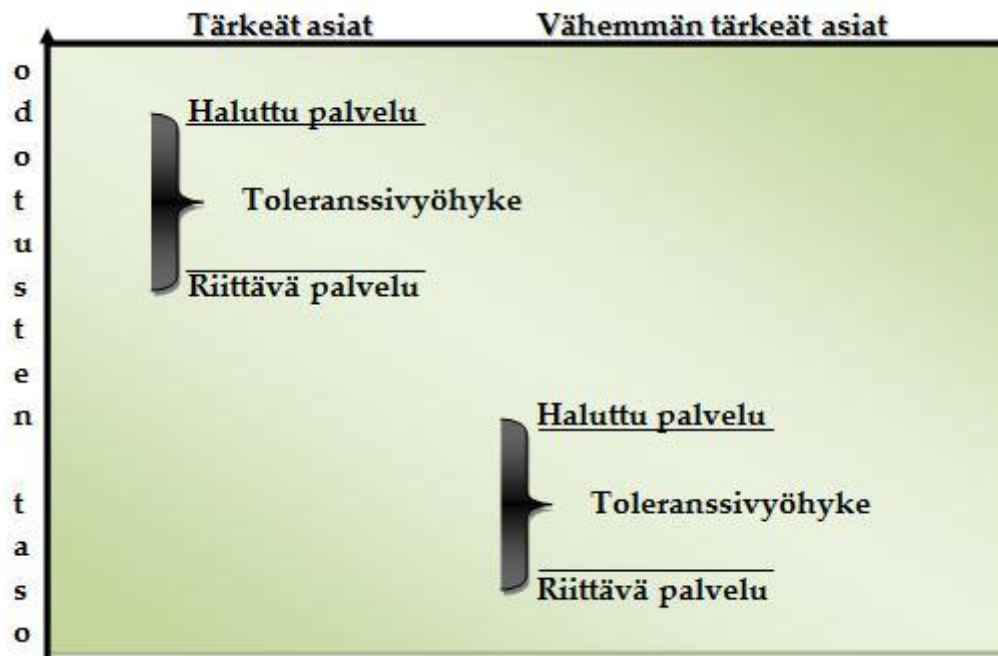 Tärkeät asiat
Vähemmän tärkeät asiat
odotusten taso
Haluttu palvelu
Toleranssivyöhyke
Riittävä palvelu
Haluttu palvelu
Toleranssivyöhyke
Riittävä palvelu